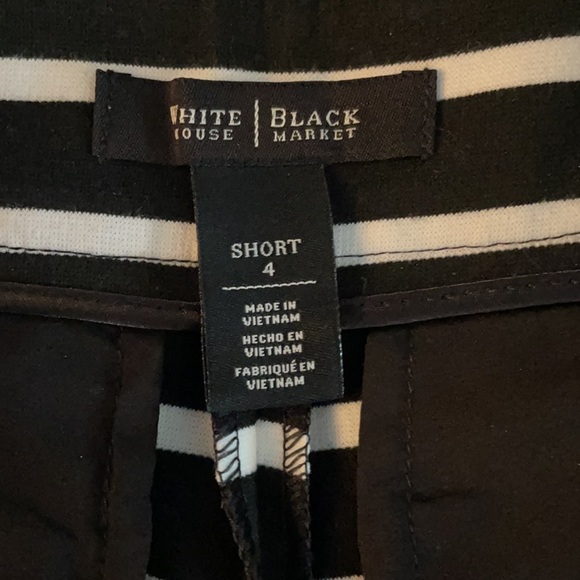 WHITE | BLACK
HOUSE | MARKET
SHORT
4
MADE IN
VIETNAM
HECHO EN
VIETNAM
FABRIQUÉ EN
VIETNAM